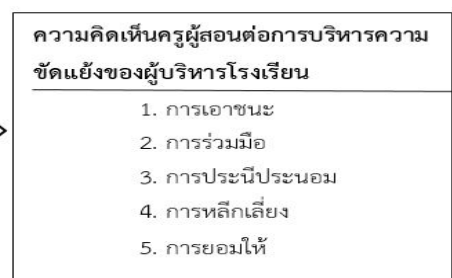 ความคิดเห็นครูผู้สอนต่อการบริหารความ
ขัดแย้งของผู้บริหารโรงเรียน
1. การเอาชนะ
2. การร่วมมือ
3. การประนีประนอม
4. การหลีกเลี่ยง
5. การยอมให้